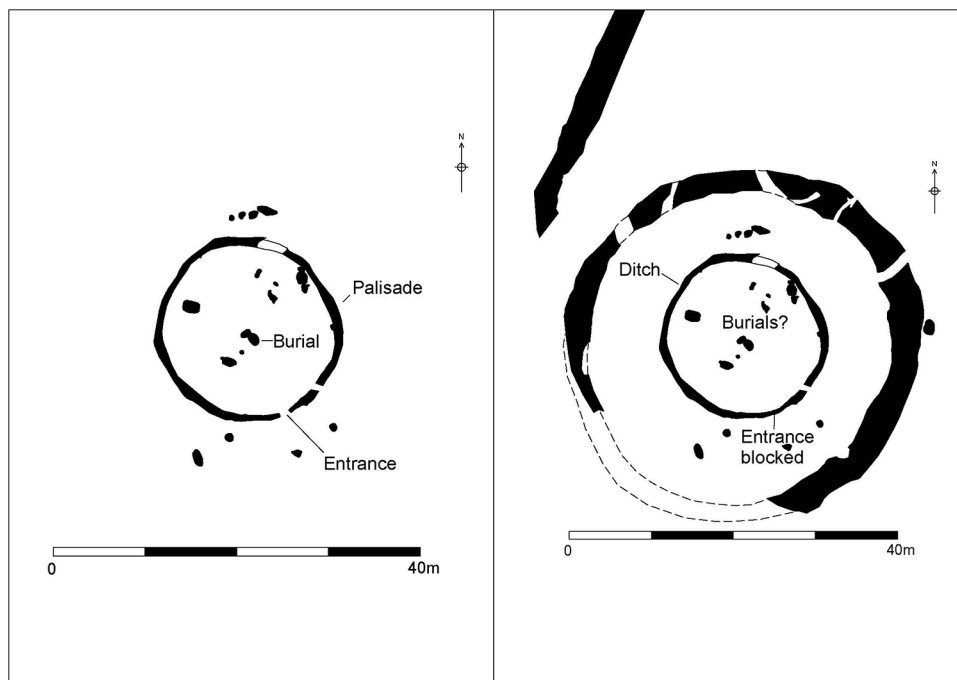 N
Palisade
Burial
Entrance
0
40m
N
Ditch
Burials?
Entrance
blocked
0
40m